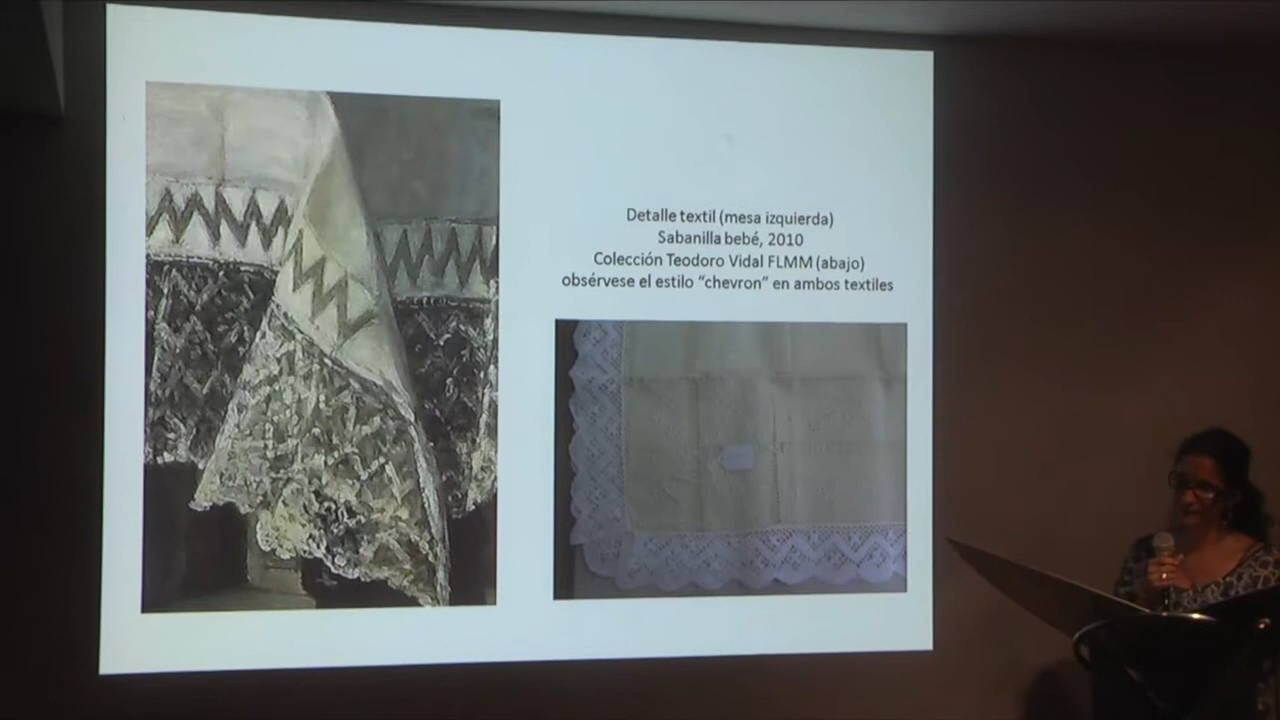 Detalle textil (mesa izquierda)
Sabanilla bebé, 2010
Colección Teodoro Vidal FLMM (abajo)
obsérvese el estilo “chevron” en ambos textiles